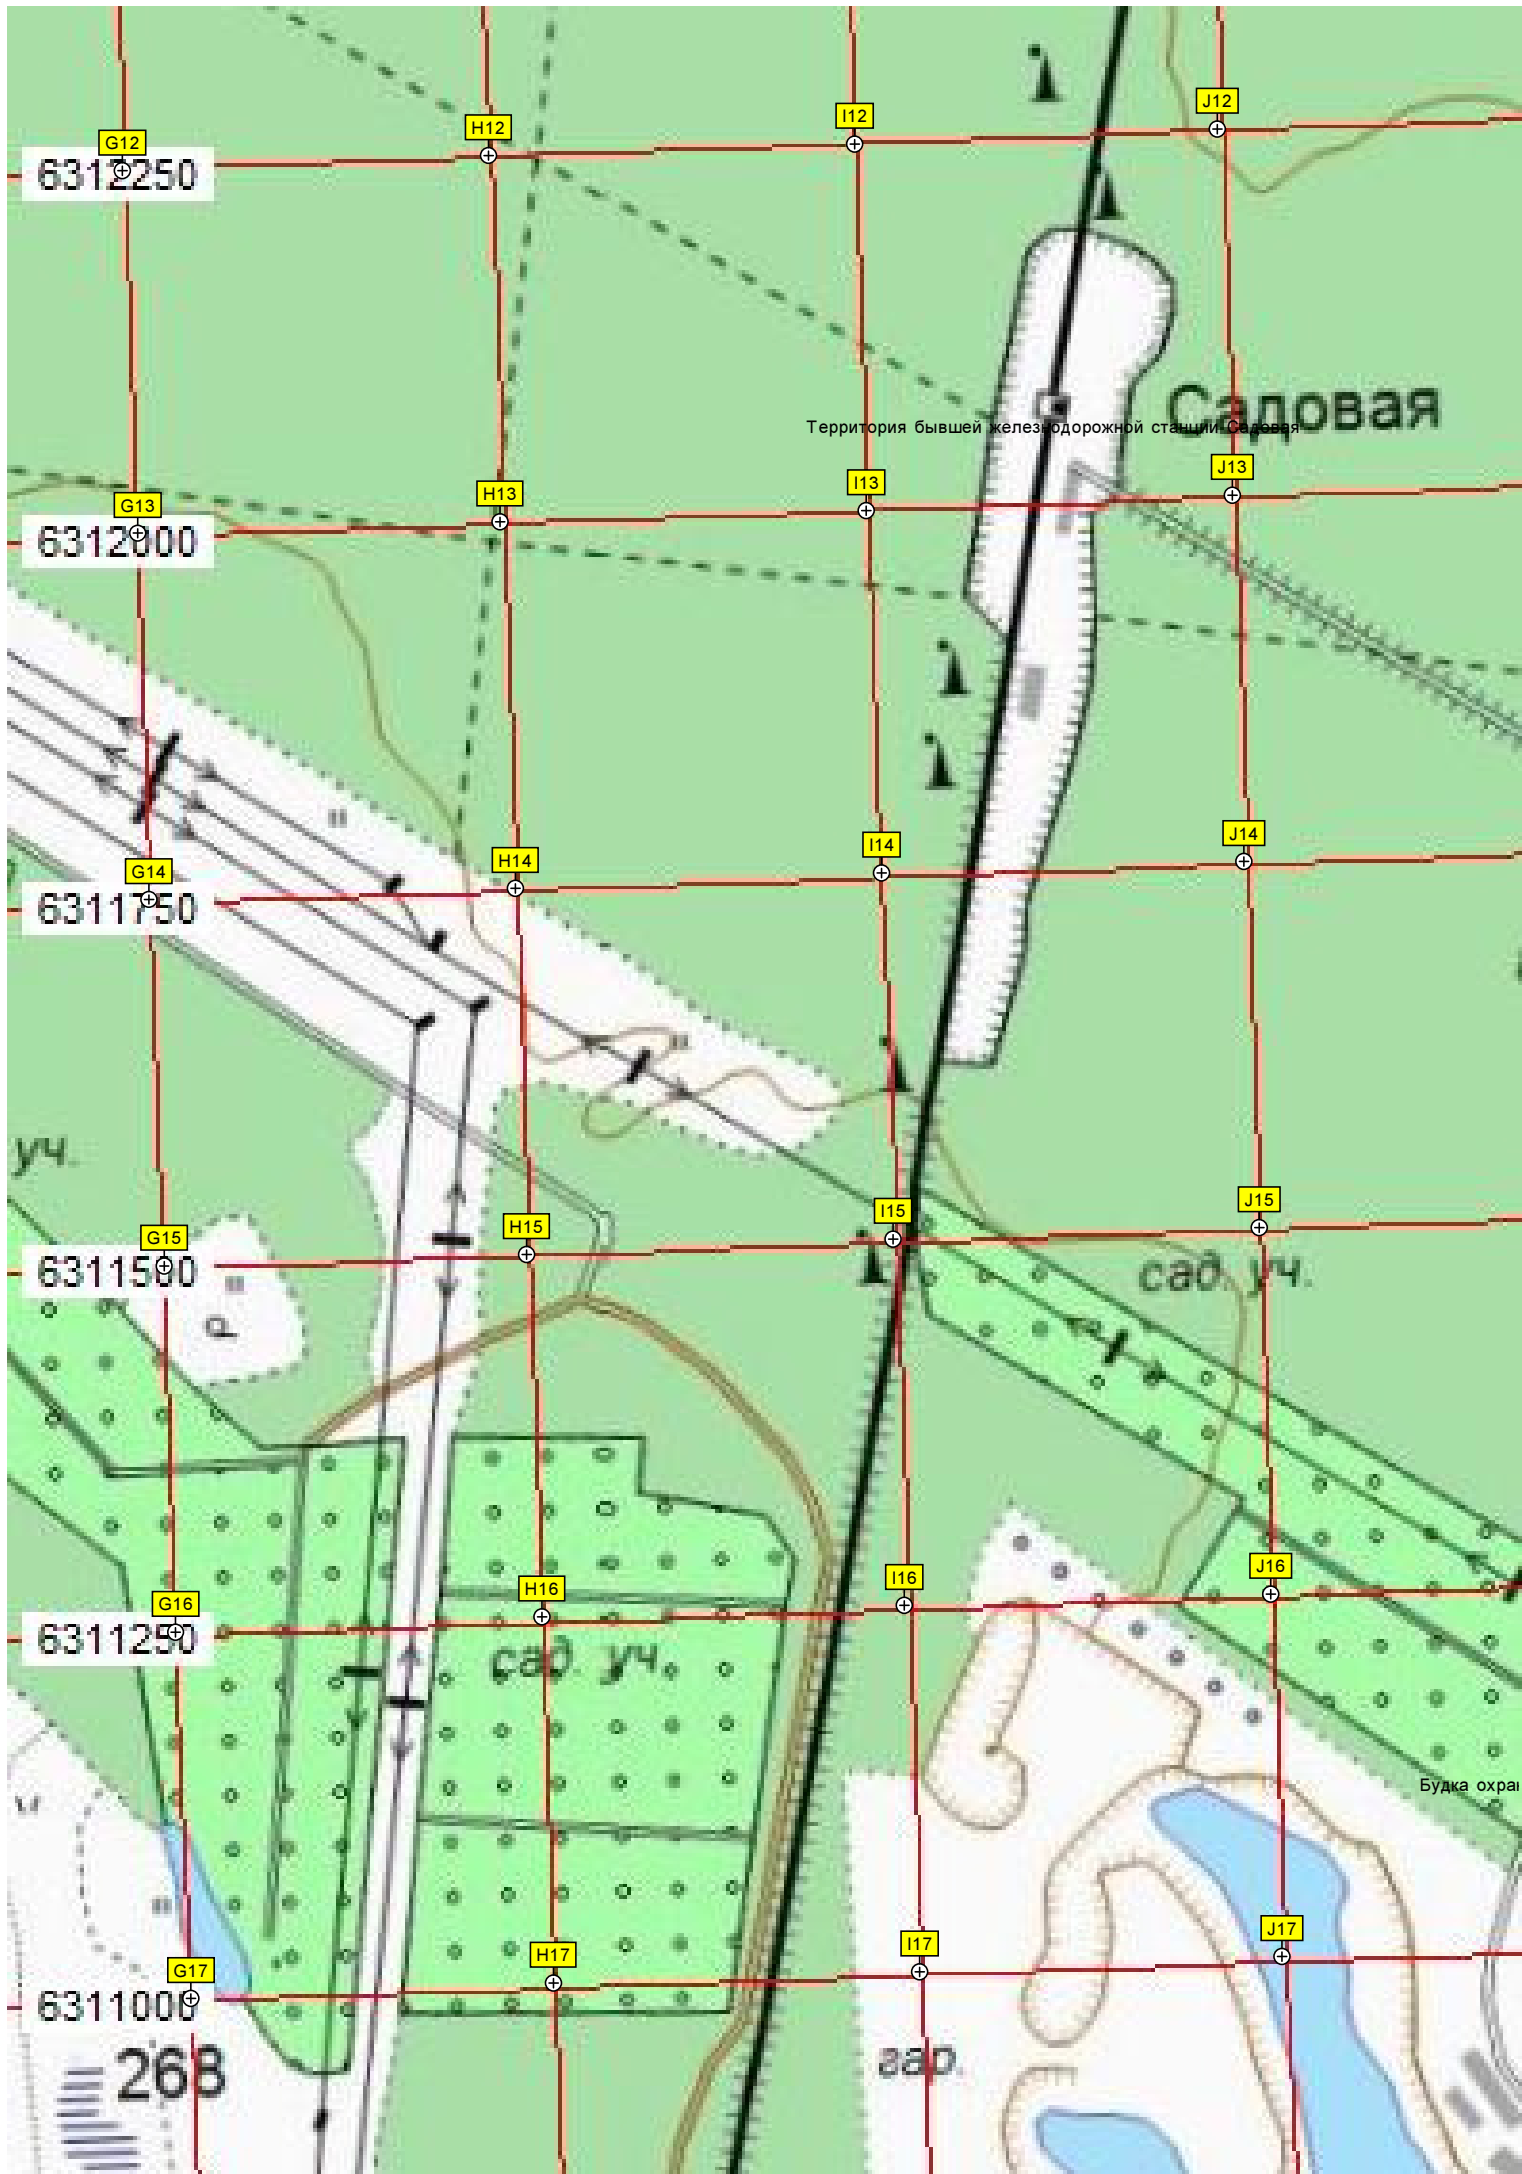 G12
H12
I12
J12
6312250
Садовая
Территория бывшей железнодорожной станции Садовая
G13
H13
I13
J13
6312000
G14
H14
I14
J14
6311750
уч.
G15
H15
I15
J15
6311500
сад. уч.
р
G16
H16
I16
J16
6311250
сад. уч.
Будка охран
G17
H17
I17
J17
6311000
268
гар.